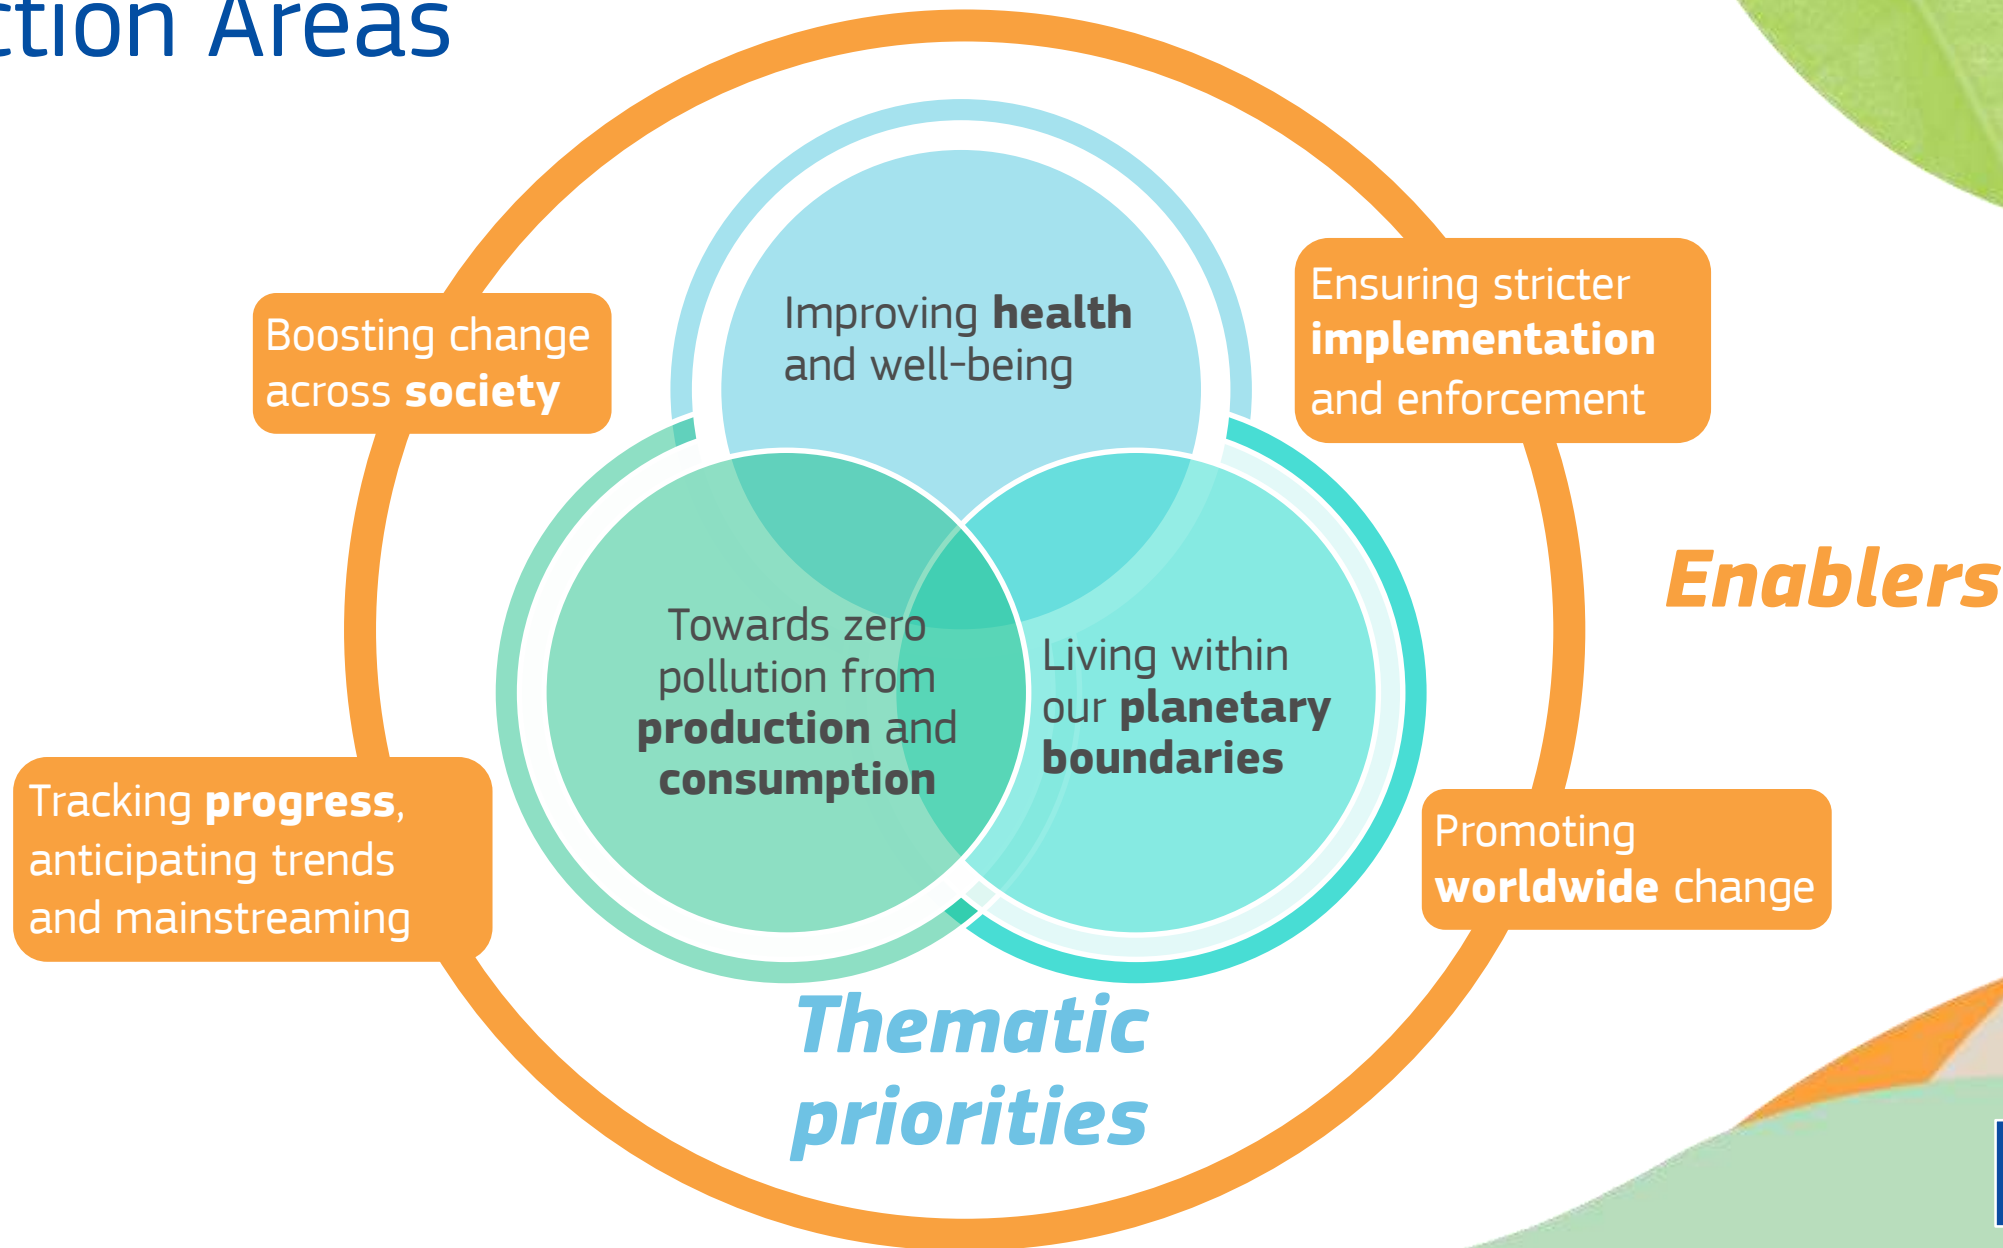 ction Areas
Improving health
and well-being
Boosting change
across society
Ensuring stricter
implementation
and enforcement
Enablers
Towards zero
pollution from
production and
consumption
Living within
our planetary
boundaries
Tracking progress,
anticipating trends
and mainstreaming
Promoting
worldwide change
Thematic
priorities